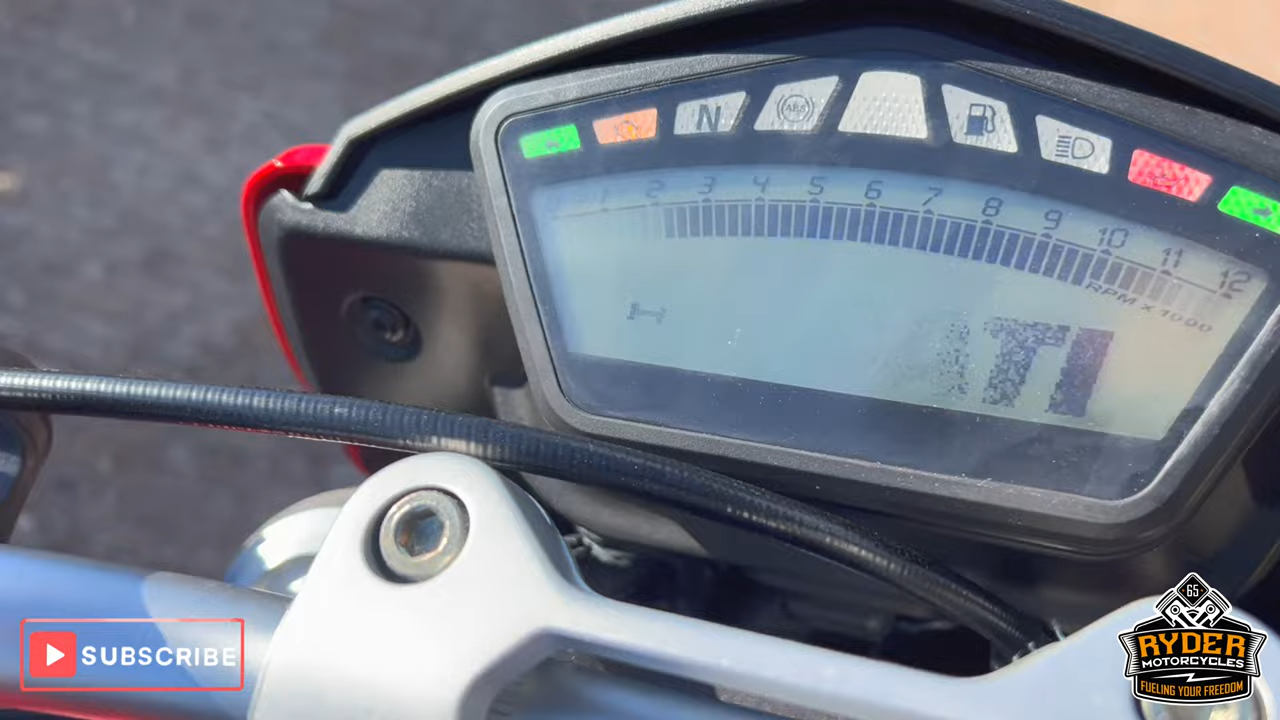 N
ABS
1 2 3 4 5 6 7 8 9 10 11 12
RPM x 1000
TI
SUBSCRIBE
65
RYDER
MOTORCYCLES
FUELING YOUR FREEDOM